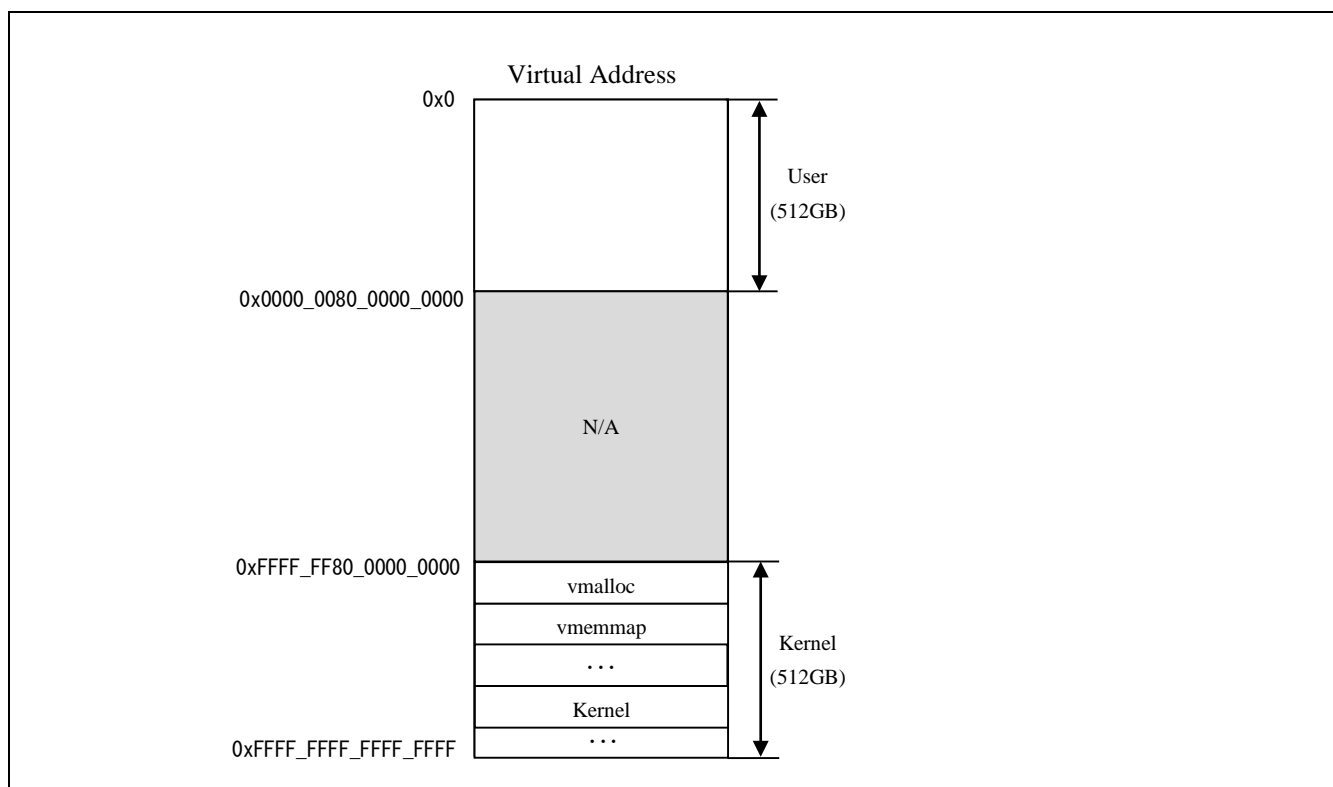 Virtual Address
0x0
User
(512GB)
0x0000_0080_0000_0000
N/A
0xFFFF_FF80_0000_0000
vmalloc
vmemmap
...
Kernel
(512GB)
Kernel
...
0xFFFF_FFFF_FFFF_FFFF